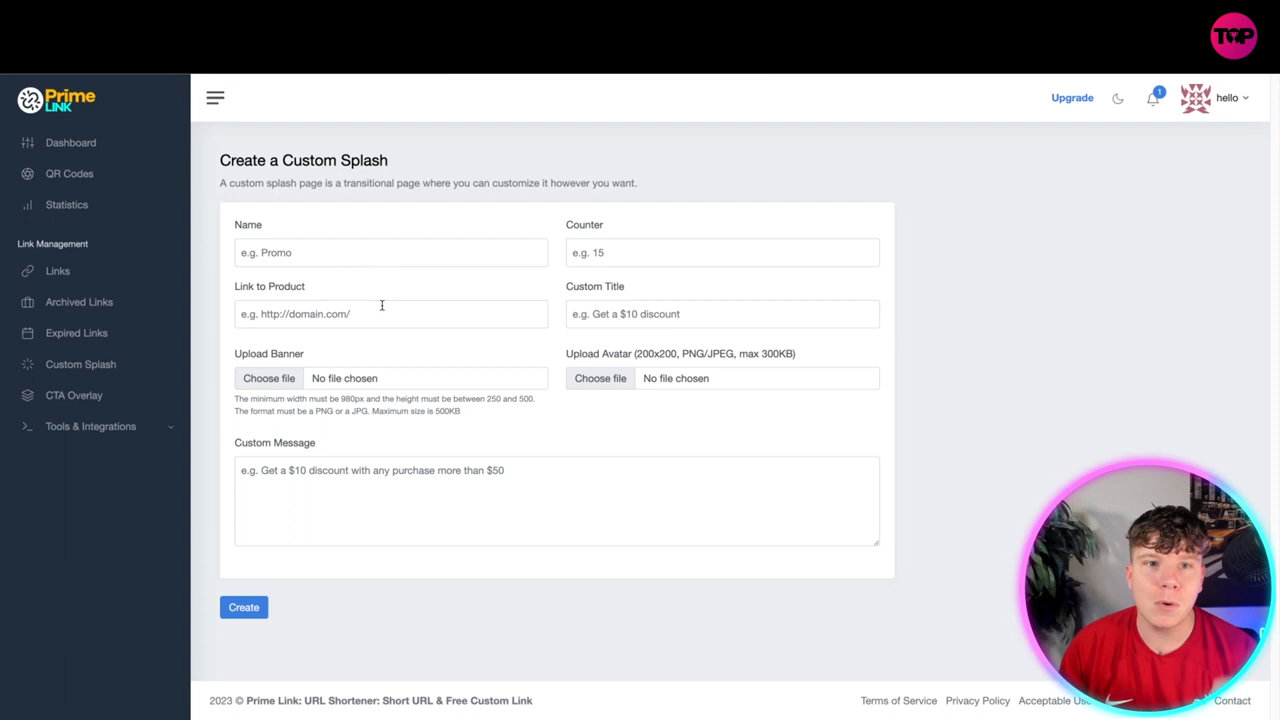 TOP
Prime
LINK
Upgrade
1
hello
Dashboard
QR Codes
Statistics
Link Management
Links
Archived Links
Expired Links
Custom Splash
CTA Overlay
Tools & Integrations
Create a Custom Splash
A custom splash page is a transitional page where you can customize it however you want.
Name
Counter
e.g. Promo
e.g. 15
Link to Product
Custom Title
e.g. http://domain.com/
e.g. Get a $10 discount
Upload Banner
Upload Avatar (200x200, PNG/JPEG, max 300KB)
Choose file No file chosen
Choose file No file chosen
The minimum width must be 980px and the height must be between 250 and 500.
The format must be a PNG or a JPG. Maximum size is 500KB
Custom Message
e.g. Get a $10 discount with any purchase more than $50
Create
2023 © Prime Link: URL Shortener: Short URL & Free Custom Link
Terms of Service Privacy Policy Acceptable Contact